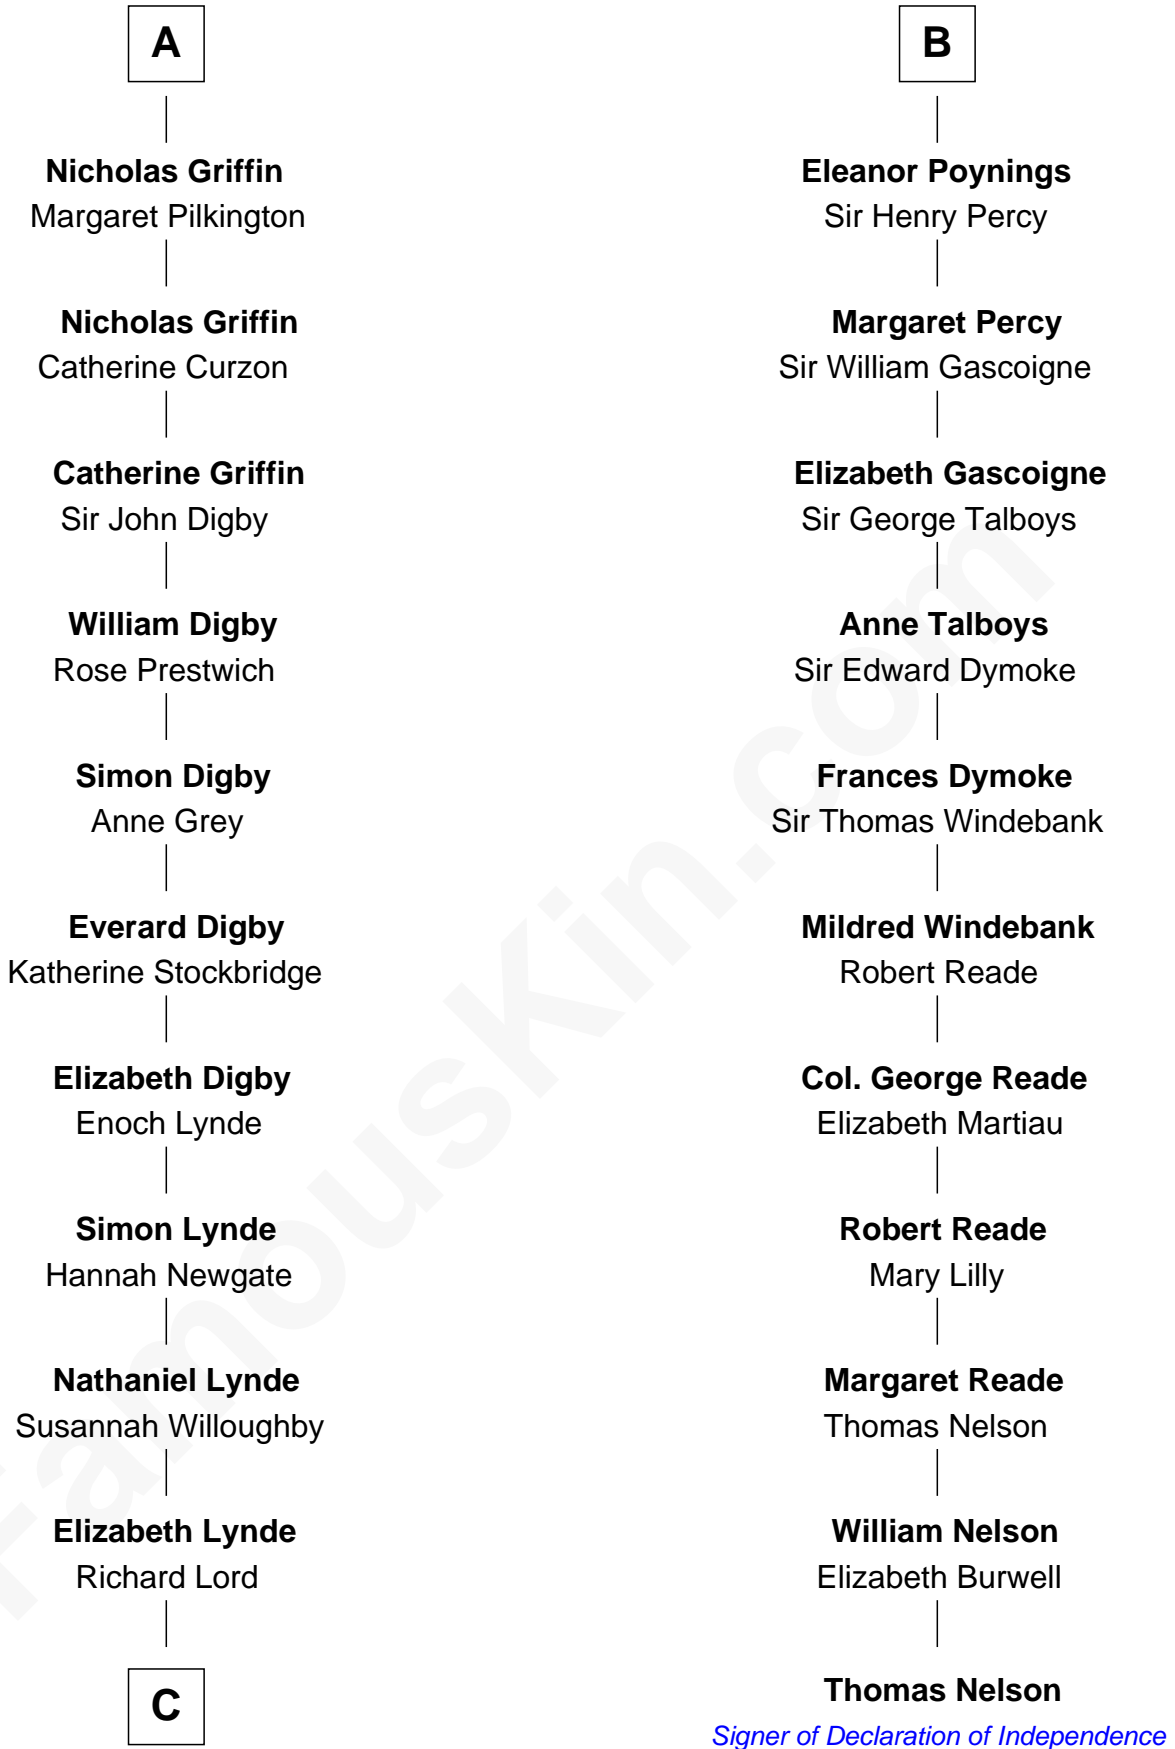 A
Nicholas Griffin
Margaret Pilkington
Nicholas Griffin
Catherine Curzon
Catherine Griffin
Sir John Digby
William Digby
Rose Prestwich
Simon Digby
Anne Grey
Everard Digby
Katherine Stockbridge
Elizabeth Digby
Enoch Lynde
Simon Lynde
Hannah Newgate
Nathaniel Lynde
Susannah Willoughby
Elizabeth Lynde
Richard Lord
C
B
Eleanor Poynings
Sir Henry Percy
Margaret Percy
Sir William Gascoigne
Elizabeth Gascoigne
Sir George Talboys
Anne Talboys
Sir Edward Dymoke
Frances Dymoke
Sir Thomas Windebank
Mildred Windebank
Robert Reade
Col. George Reade
Elizabeth Martiau
Robert Reade
Mary Lilly
Margaret Reade
Thomas Nelson
William Nelson
Elizabeth Burwell
Thomas Nelson
Signer of Declaration of Independence
FamousKin.com